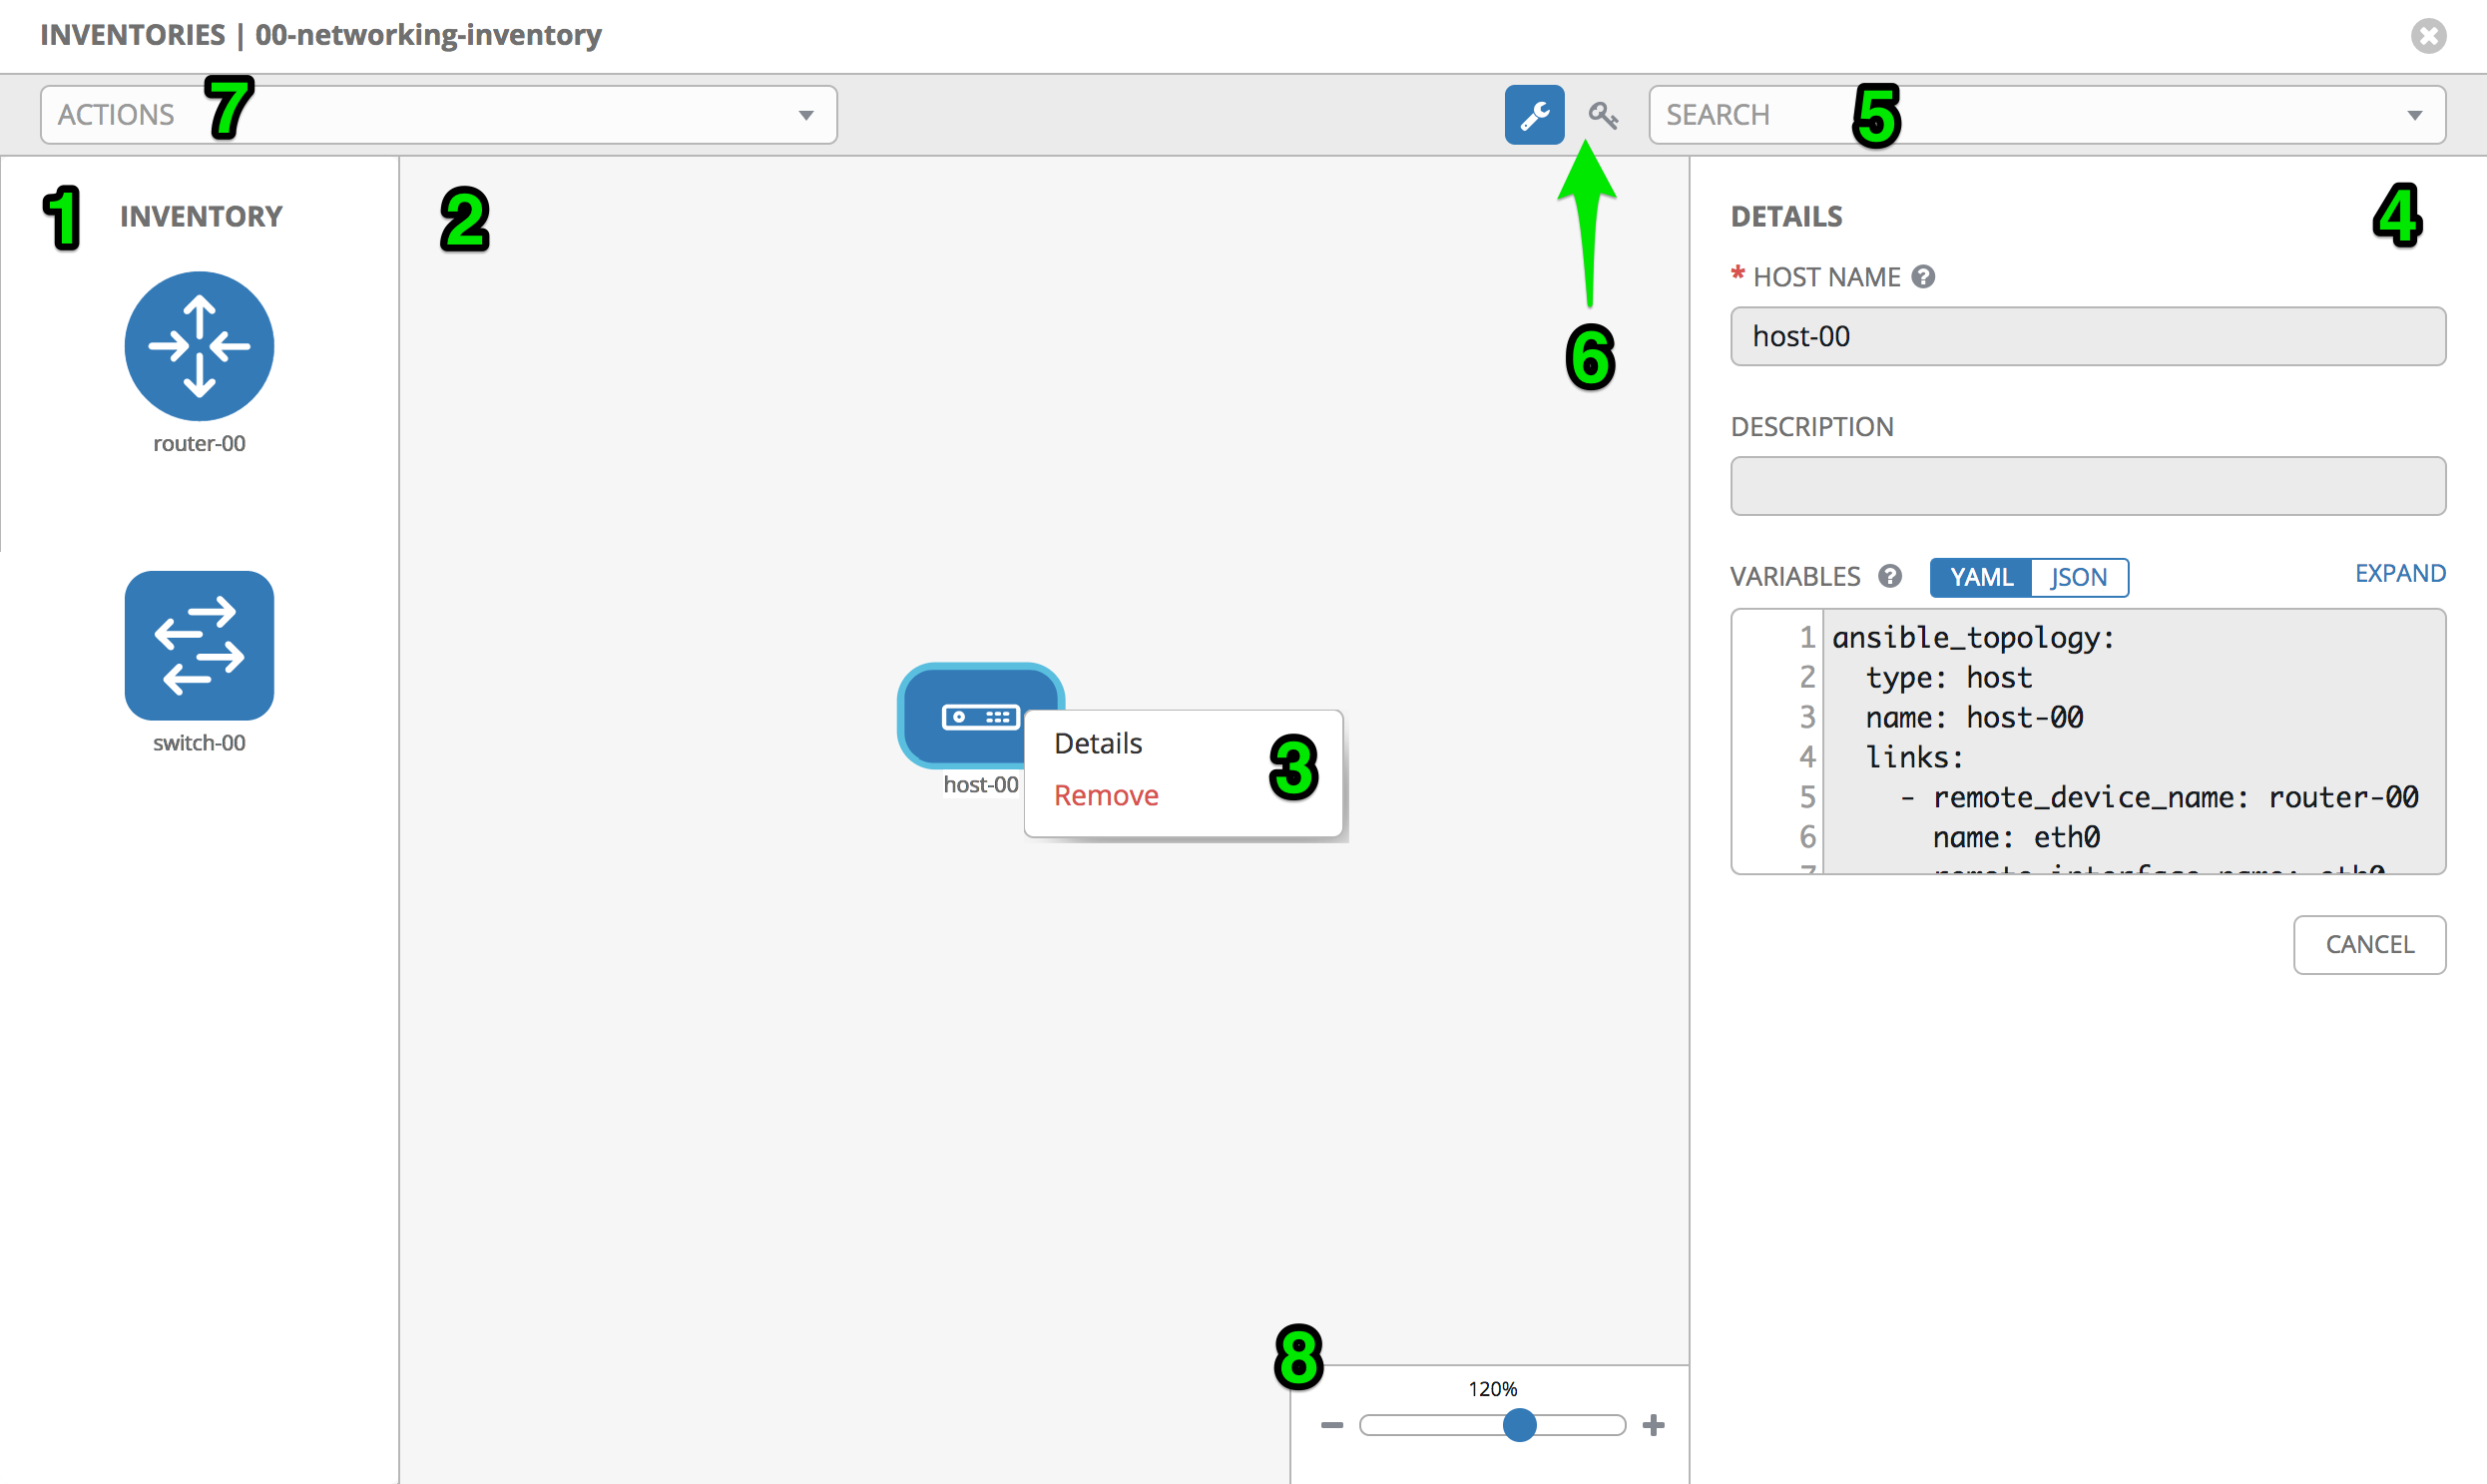 INVENTORIES | 00-networking-inventory
ACTIONS
7
SEARCH
5
1
INVENTORY
router-00
switch-00
2
host-00
Details
Remove
3
6
8
120%
DETAILS
4
* HOST NAME ?
host-00
DESCRIPTION
VARIABLES ? YAML JSON EXPAND
1 ansible_topology:
2 type: host
3 name: host-00
4 links:
5 - remote_device_name: router-00
6 name: eth0
7 remote_interface_name: eth0
CANCEL